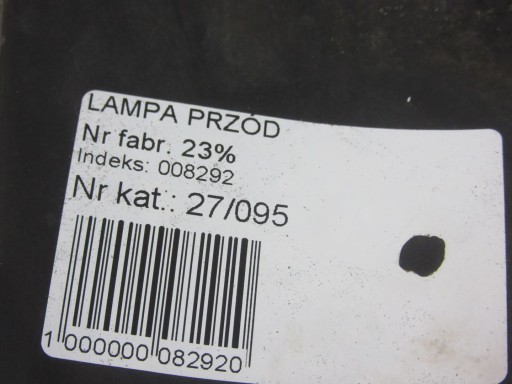 LAMPA PRZÓD
Nr fabr. 23%
Indeks: 008292
Nr kat.: 27/095
1 000000 082920